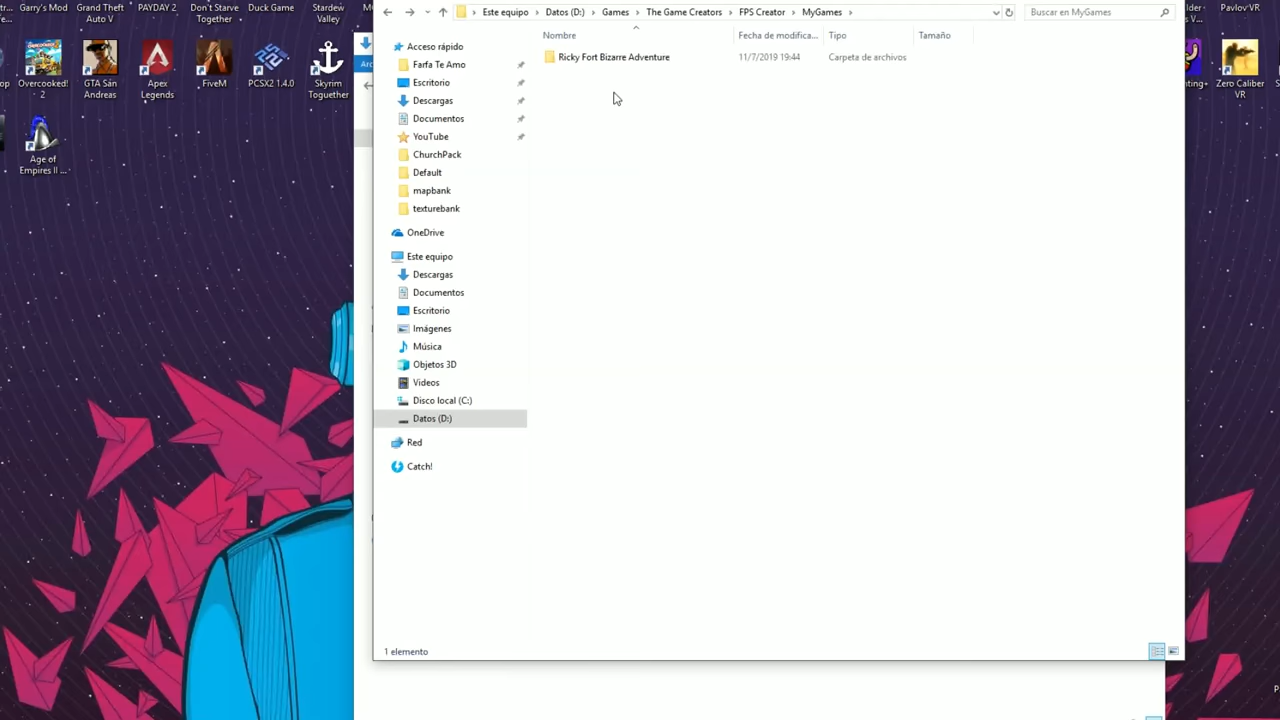 Garry's Mod
Grand Theft Auto V
PAYDAY 2
Don't Starve Together
Duck Game
Stardew Valley
Overcooked! 2
GTA San Andreas
Apex Legends
FiveM
PCSX2 1.4.0
Skyrim Toguether
Age of Empires II ...
Pavlov VR
Zero Caliber VR
Este equipo > Datos (D:) > Games > The Game Creators > FPS Creator > MyGames >
Buscar en MyGames
Nombre Fecha de modifica... Tipo Tamaño
Ricky Fort Bizarre Adventure 11/7/2019 19:44 Carpeta de archivos
Acceso rápido
Farfa Te Amo
Escritorio
Descargas
Documentos
YouTube
ChurchPack
Default
mapbank
texturebank
OneDrive
Este equipo
Descargas
Documentos
Escritorio
Imágenes
Música
Objetos 3D
Videos
Disco local (C:)
Datos (D:)
Red
Catch!
1 elemento